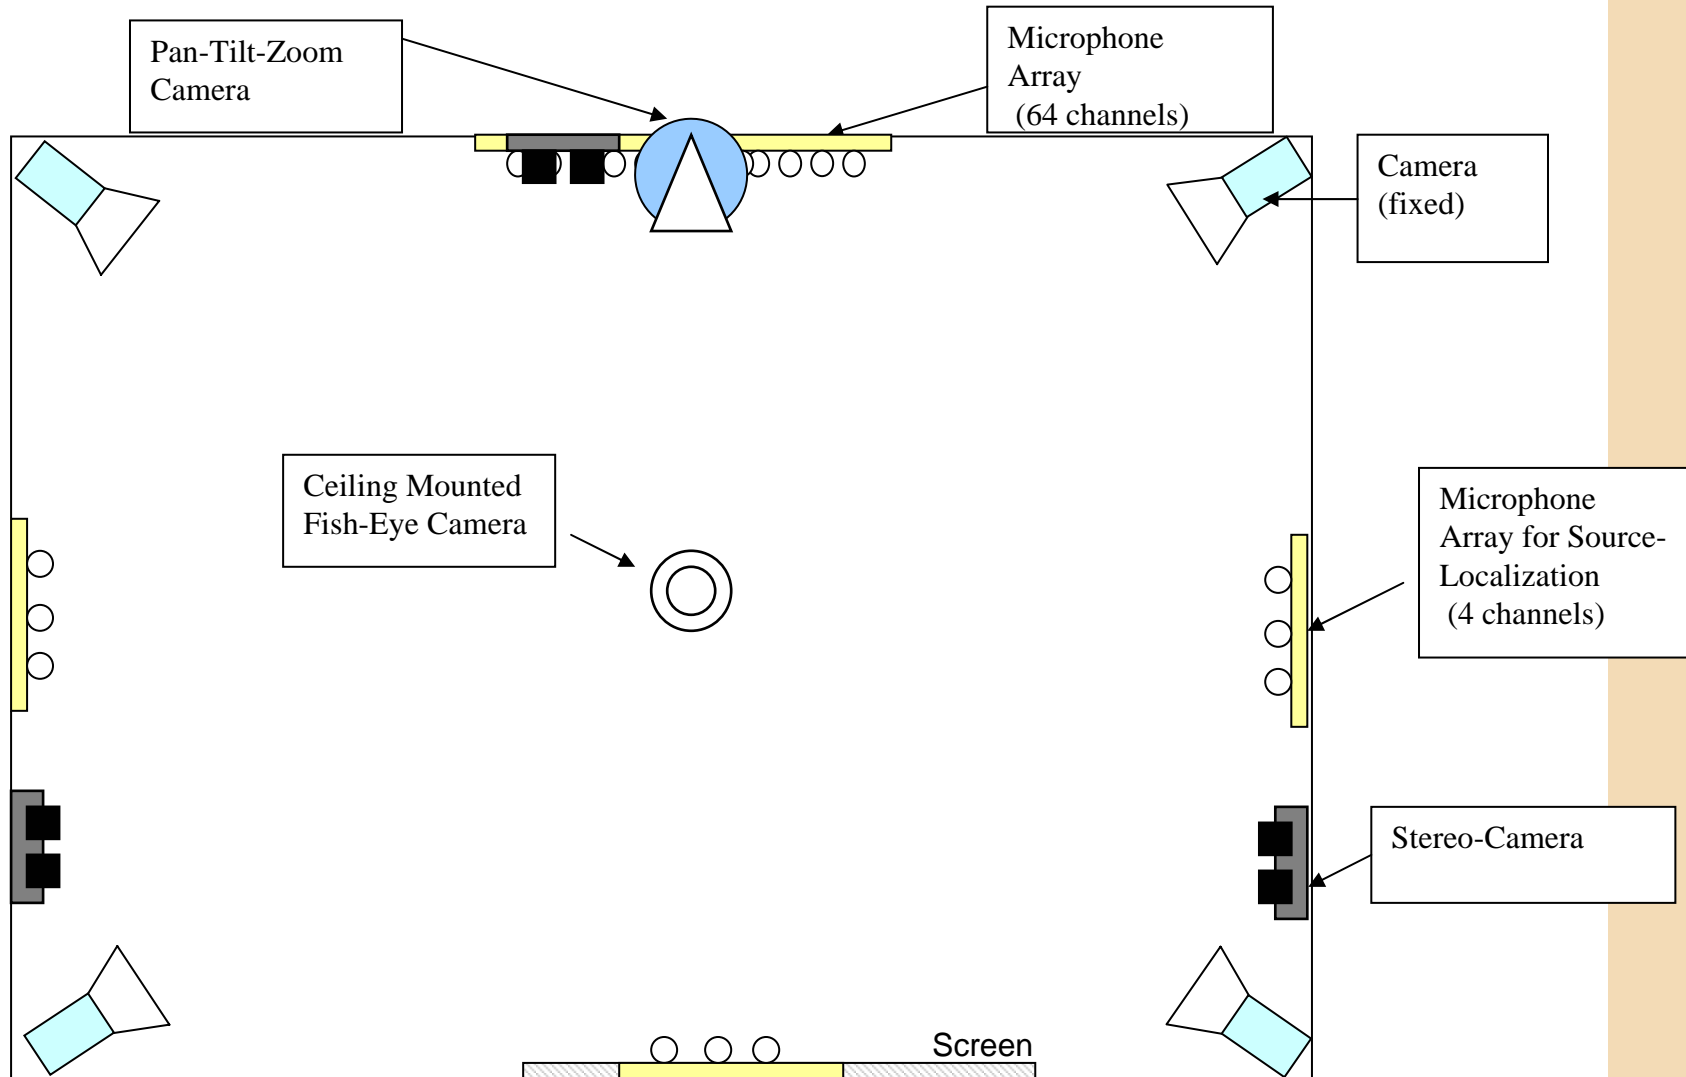 Pan-Tilt-Zoom
Camera
Microphone
Array
(64 channels)
Camera
(fixed)
Ceiling Mounted
Fish-Eye Camera
Microphone
Array for Source-
Localization
(4 channels)
Stereo-Camera
Screen